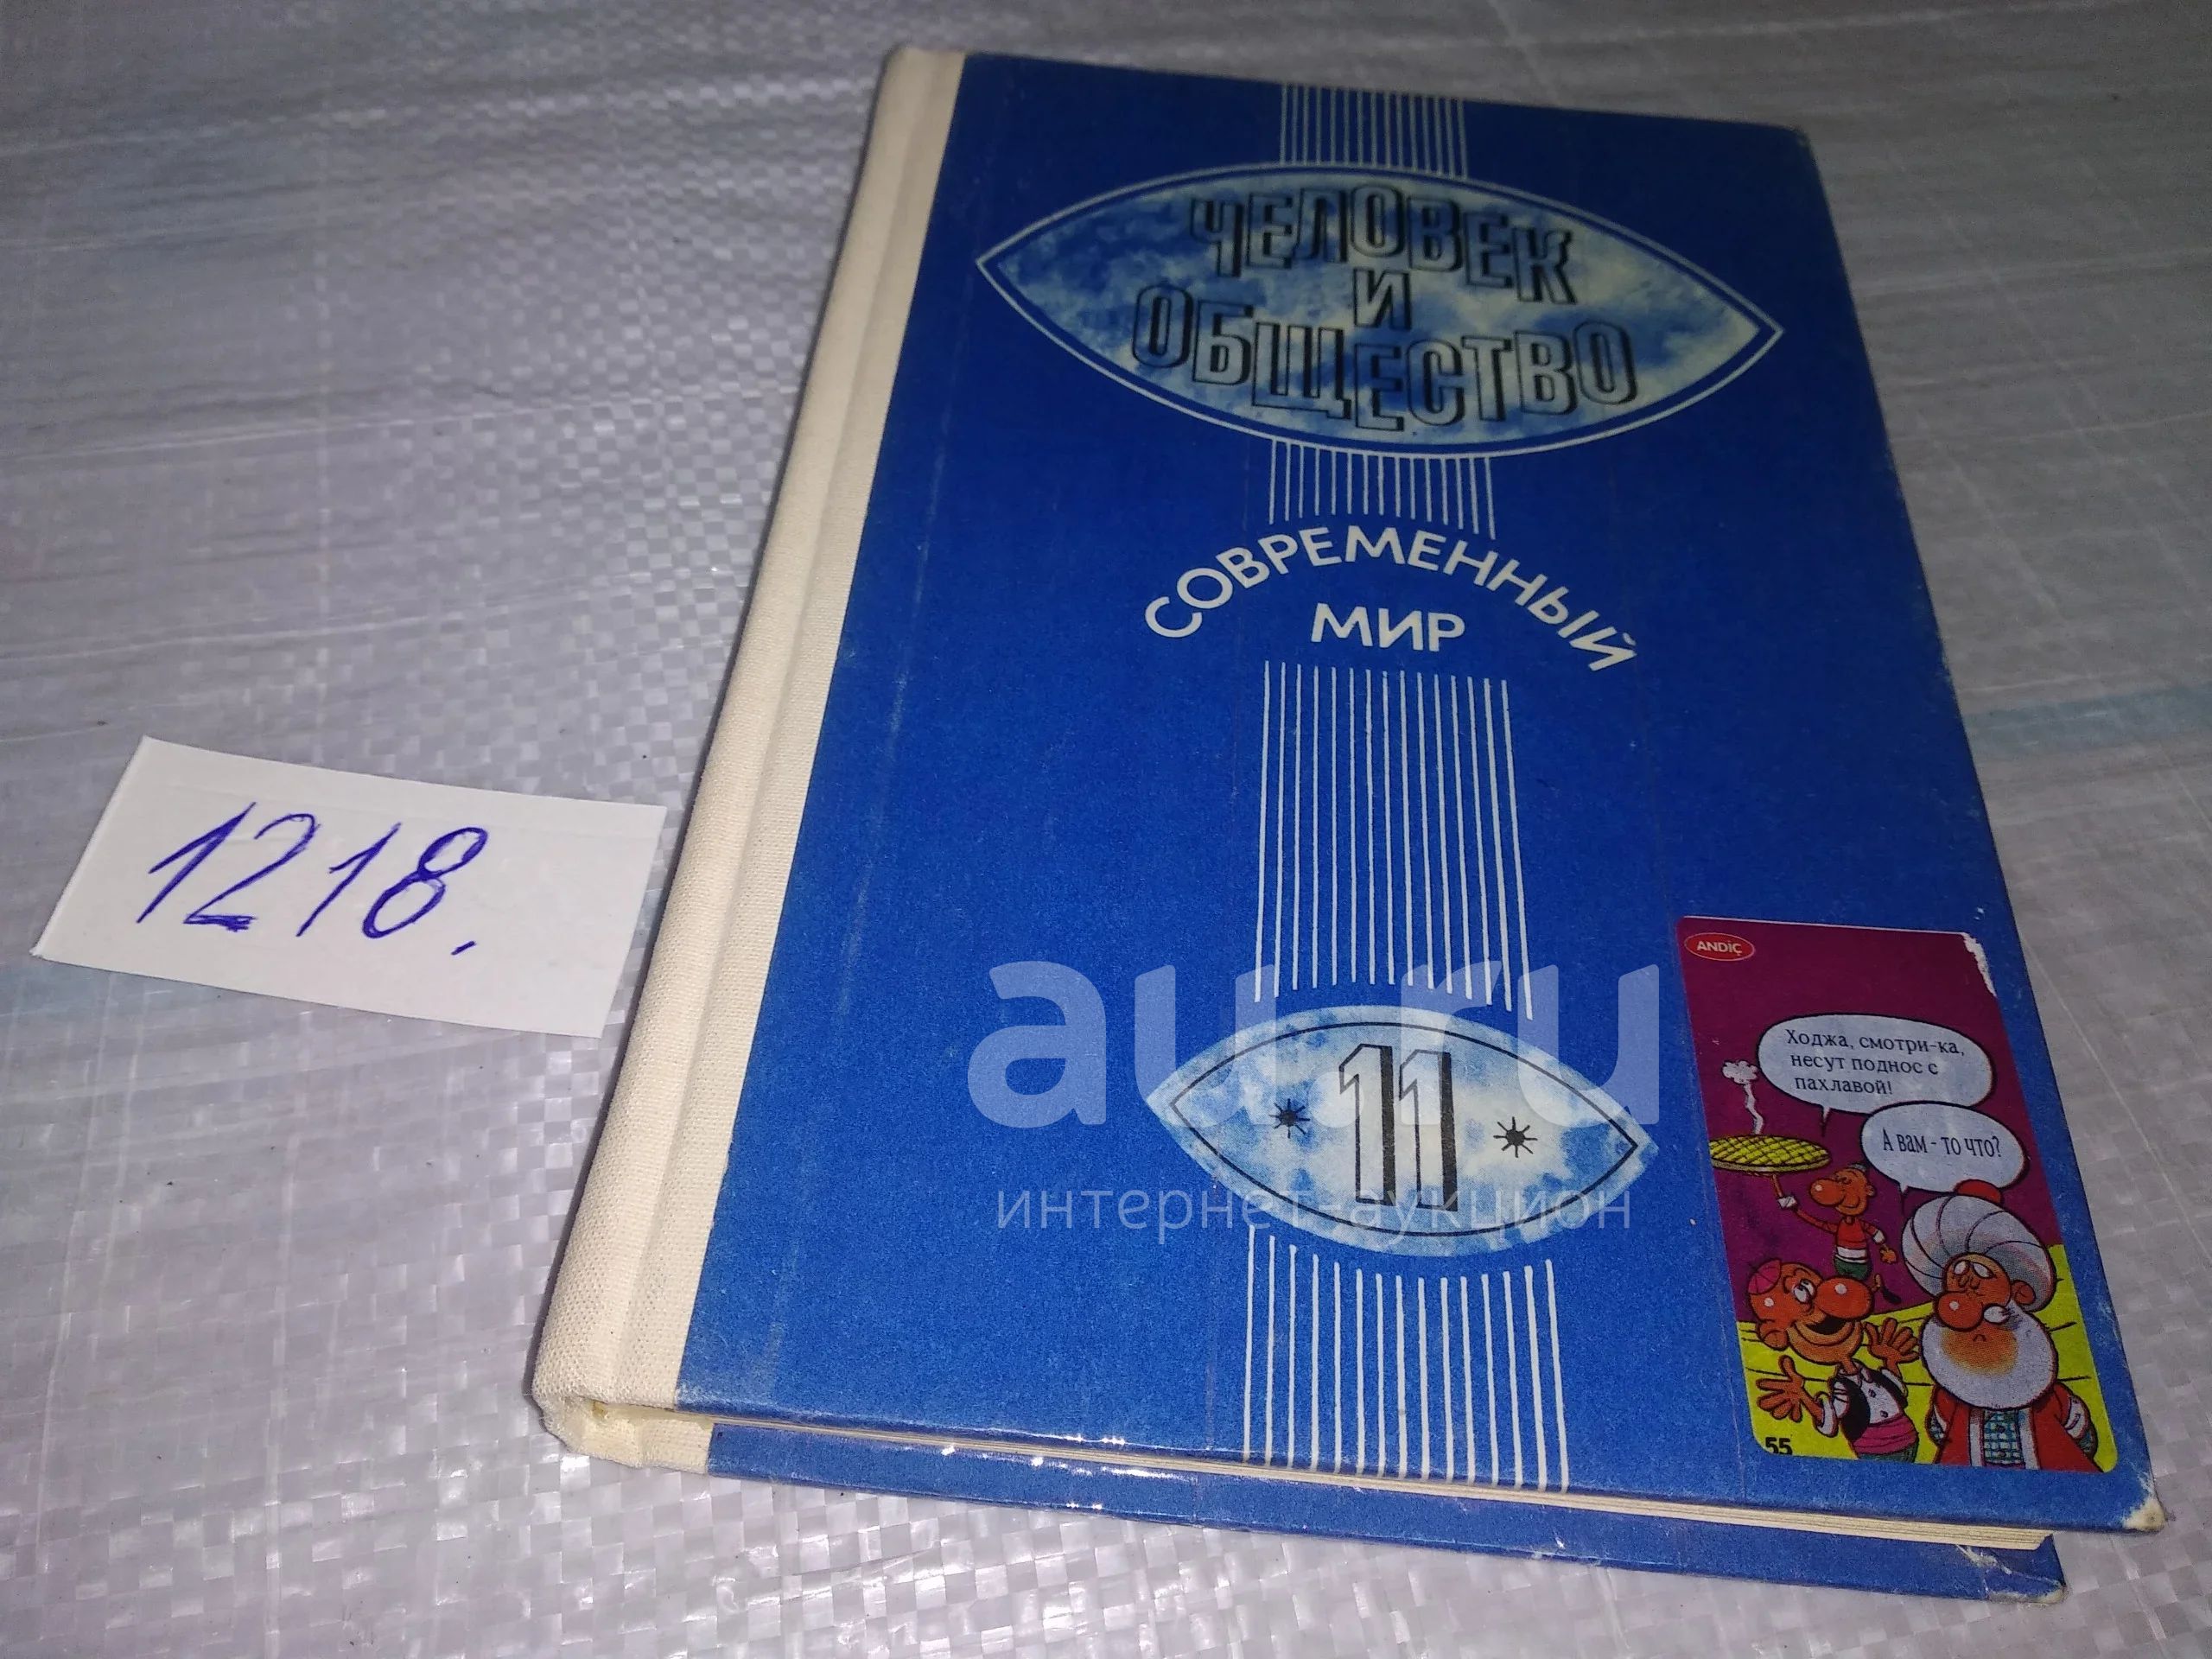 ЧЕЛОВЕК
И
ОБЩЕСТВО
СОВРЕМЕННЫЙ
МИР
1218.
au.ru
11
интернет-аукцион
ANDİÇ
Ходжа, смотри-ка,
несут поднос с
пахлавой!
А вам - то что?
55